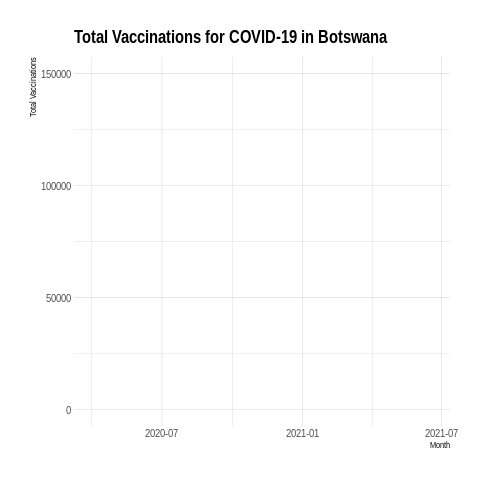 Total Vaccinations for COVID-19 in Botswana
Total Vaccinations
150000
100000
50000
0
2020-07
2021-01
2021-07
Month